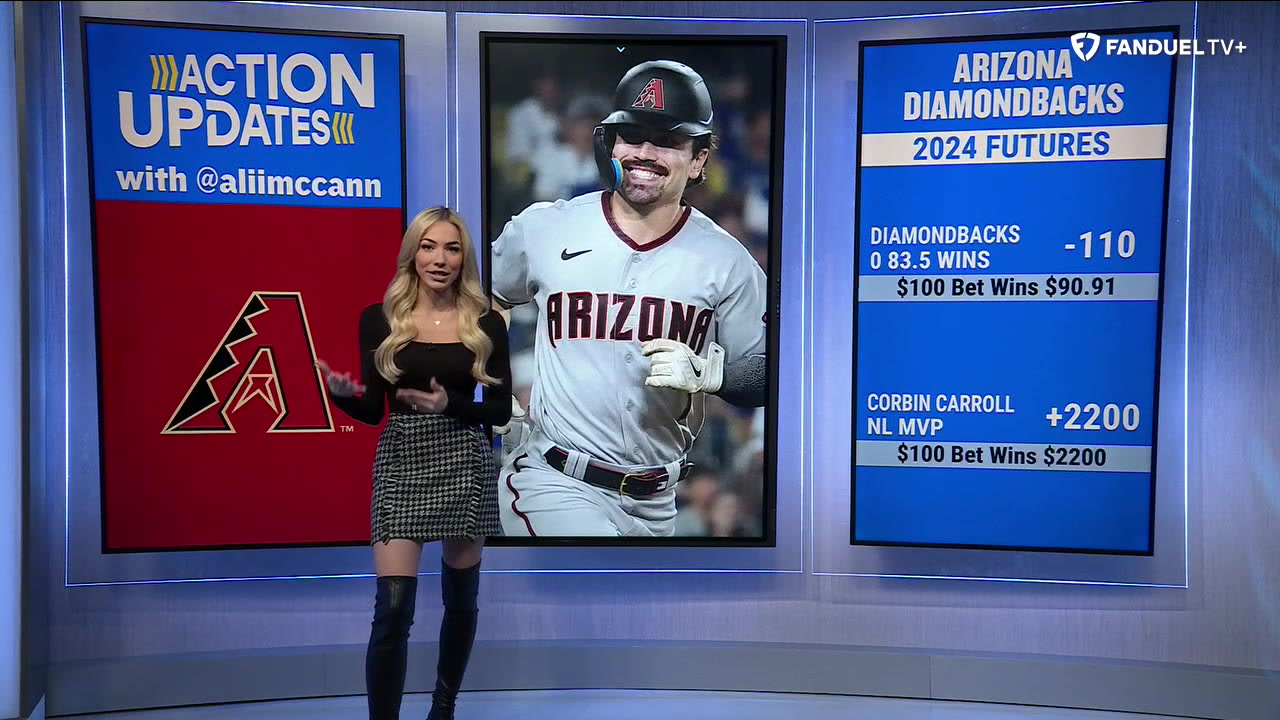 ACTION
UPDATES
with @aliimccann
TM
ARIZONA
FANDUEL TV+
ARIZONA
DIAMONDBACKS
2024 FUTURES
DIAMONDBACKS
O 83.5 WINS
-110
$100 Bet Wins $90.91
CORBIN CARROLL
NL MVP
+2200
$100 Bet Wins $2200